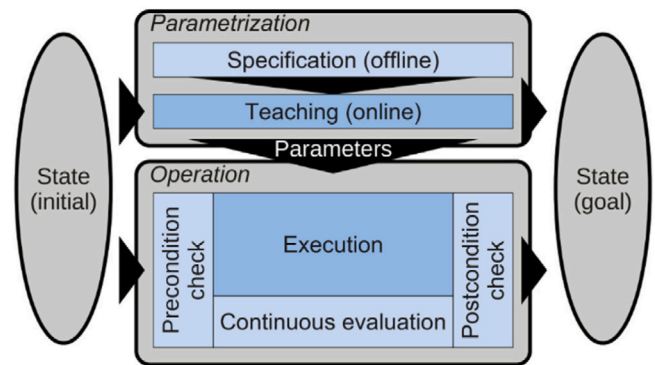 Parametrization
Specification (offline)
Teaching (online)
Parameters
State
(initial)
State
(goal)
Operation
Precondition
check
Execution
Continuous evaluation
Postcondition
check